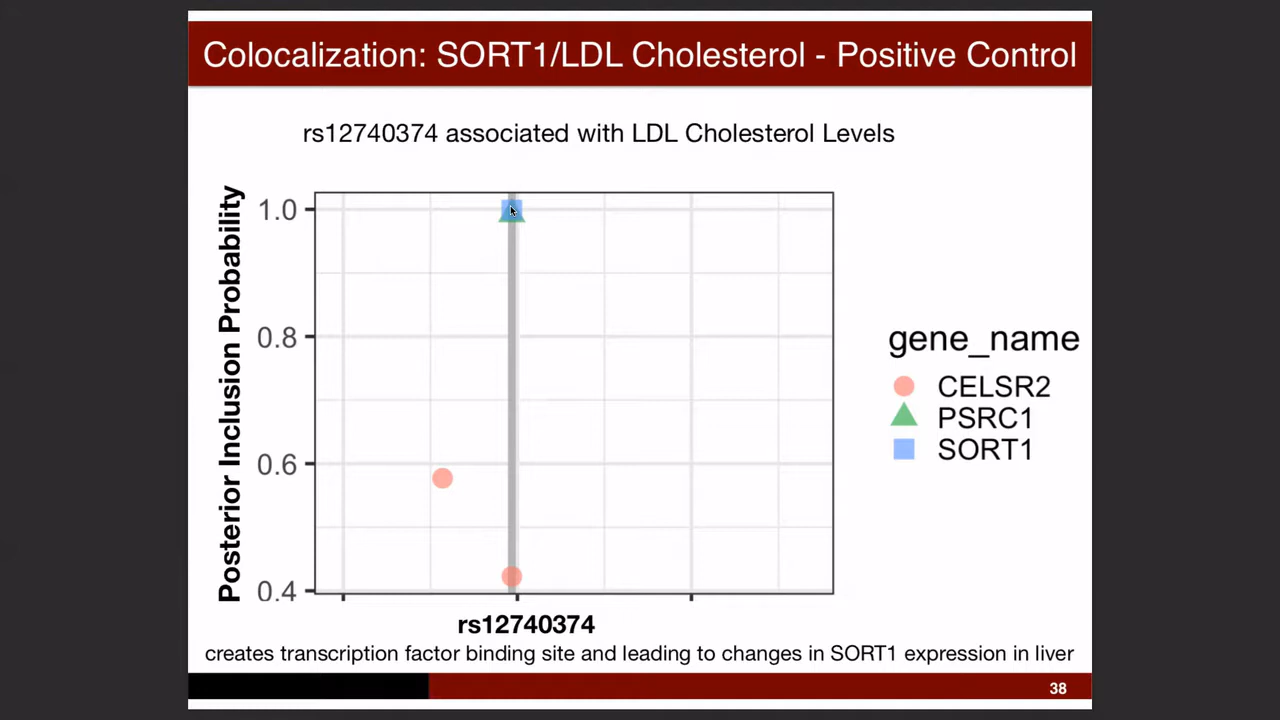 Colocalization: SORT1/LDL Cholesterol - Positive Control
rs12740374 associated with LDL Cholesterol Levels
Posterior Inclusion Probability
1.0
0.8
0.6
0.4
gene_name
CELSR2
PSRC1
SORT1
rs12740374
creates transcription factor binding site and leading to changes in SORT1 expression in liver
38